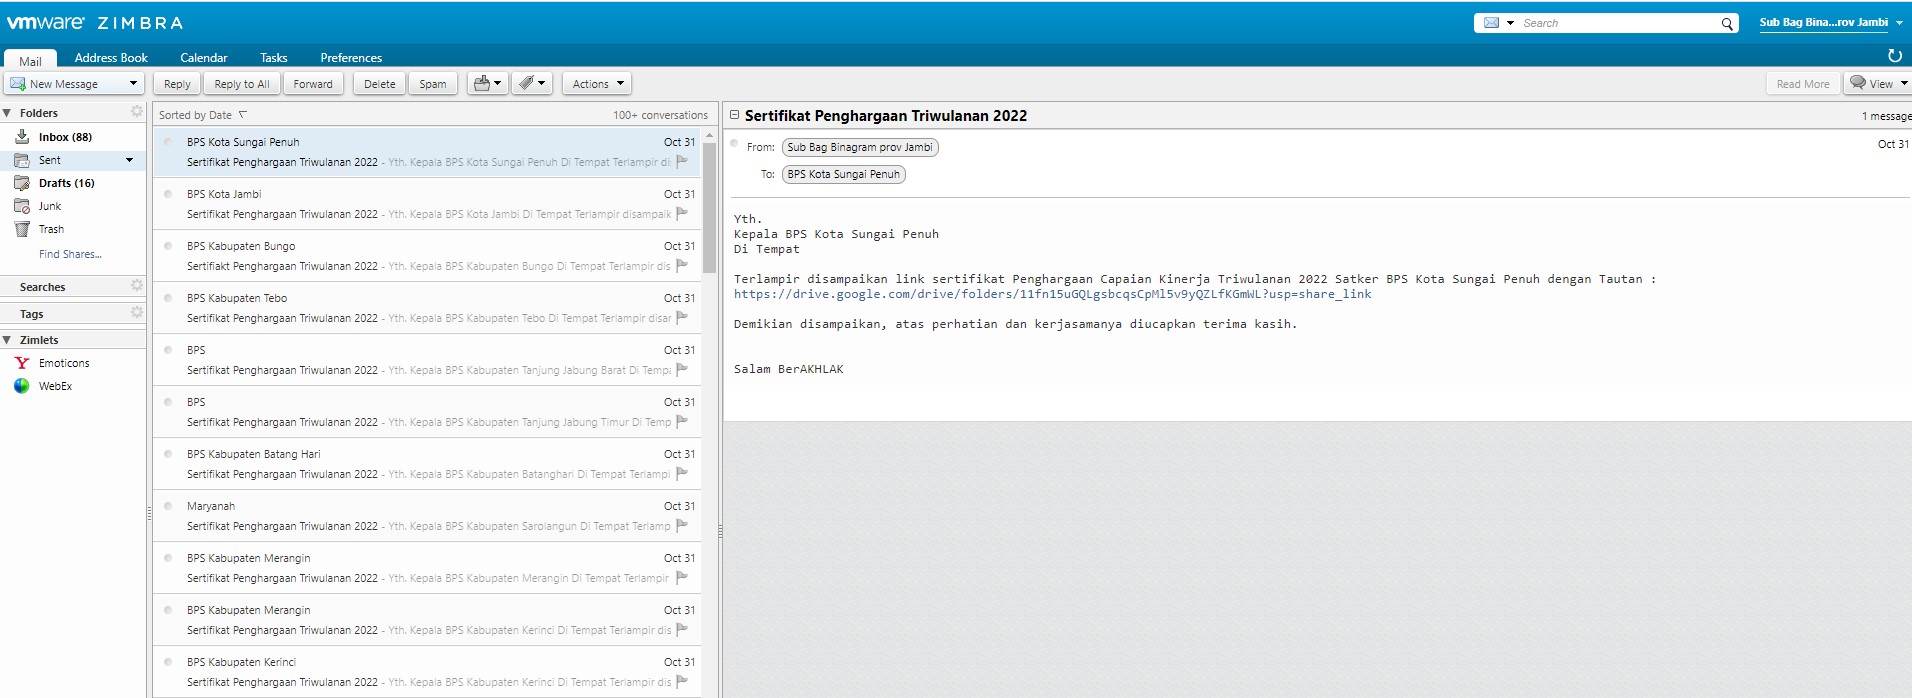 vmware ZIMBRA
Search
Sub Bag Bina...rov Jambi
Mail Address Book Calendar Tasks Preferences
New Message Reply Reply to All Forward Delete Spam Actions Read More View
Folders
Inbox (88)
Sent
Drafts (16)
Junk
Trash
Find Shares...
Searches
Tags
Zimlets
Emoticons
WebEx
Sorted by Date 100+ conversations
BPS Kota Sungai Penuh Oct 31
Sertifikat Penghargaan Triwulanan 2022 - Yth. Kepala BPS Kota Sungai Penuh Di Tempat Terlampir di
BPS Kota Jambi Oct 31
Sertifikat Penghargaan Triwulanan 2022 - Yth. Kepala BPS Kota Jambi Di Tempat Terlampir disampaik
BPS Kabupaten Bungo Oct 31
Sertfiakt Penghargaan Triwulanan 2022 - Yth. Kepala BPS Kabupaten Bungo Di Tempat Terlampir dis
BPS Kabupaten Tebo Oct 31
Sertifikat Penghargaan Triwulanan 2022 - Yth. Kepala BPS Kabupaten Tebo Di Tempat Terlampir disar
BPS Oct 31
Sertifikat Penghargaan Triwulanan 2022 - Yth. Kepala BPS Kabupaten Tanjung Jabung Barat Di Tempa
BPS Oct 31
Sertifikat Penghargaan Triwulanan 2022 - Yth. Kepala BPS Kabupaten Tanjung Jabung Timur Di Temp
BPS Kabupaten Batang Hari Oct 31
Sertifikat Penghargaan Triwulanan 2022 - Yth. Kepala BPS Kabupaten Batanghari Di Tempat Terlampi
Maryanah Oct 31
Sertifikat Penghargaan Triwulanan 2022 - Yth. Kepala BPS Kabupaten Sarolangun Di Tempat Terlamp
BPS Kabupaten Merangin Oct 31
Sertifikat Penghargaan Triwulanan 2022 - Yth. Kepala BPS Kabupaten Merangin Di Tempat Terlampir
BPS Kabupaten Merangin Oct 31
Sertifikat Penghargaan Triwulanan 2022 - Yth. Kepala BPS Kabupaten Kerinci Di Tempat Terlampir dis
BPS Kabupaten Kerinci Oct 31
Sertifikat Penghargaan Triwulanan 2022 - Yth. Kepala BPS Kabupaten Kerinci Di Tempat Terlampir dis
Sertifikat Penghargaan Triwulanan 2022
1 message
From: Sub Bag Binagram prov Jambi Oct 31
To: BPS Kota Sungai Penuh
Yth.
Kepala BPS Kota Sungai Penuh
Di Tempat
Terlampir disampaikan link sertifikat Penghargaan Capaian Kinerja Triwulanan 2022 Satker BPS Kota Sungai Penuh dengan Tautan :
https://drive.google.com/drive/folders/11fn15uGQLgsbcqsCpMl5v9yQZLfKGmWL?usp=share_link
Demikian disampaikan, atas perhatian dan kerjasamanya diucapkan terima kasih.
Salam BerAKHLAK